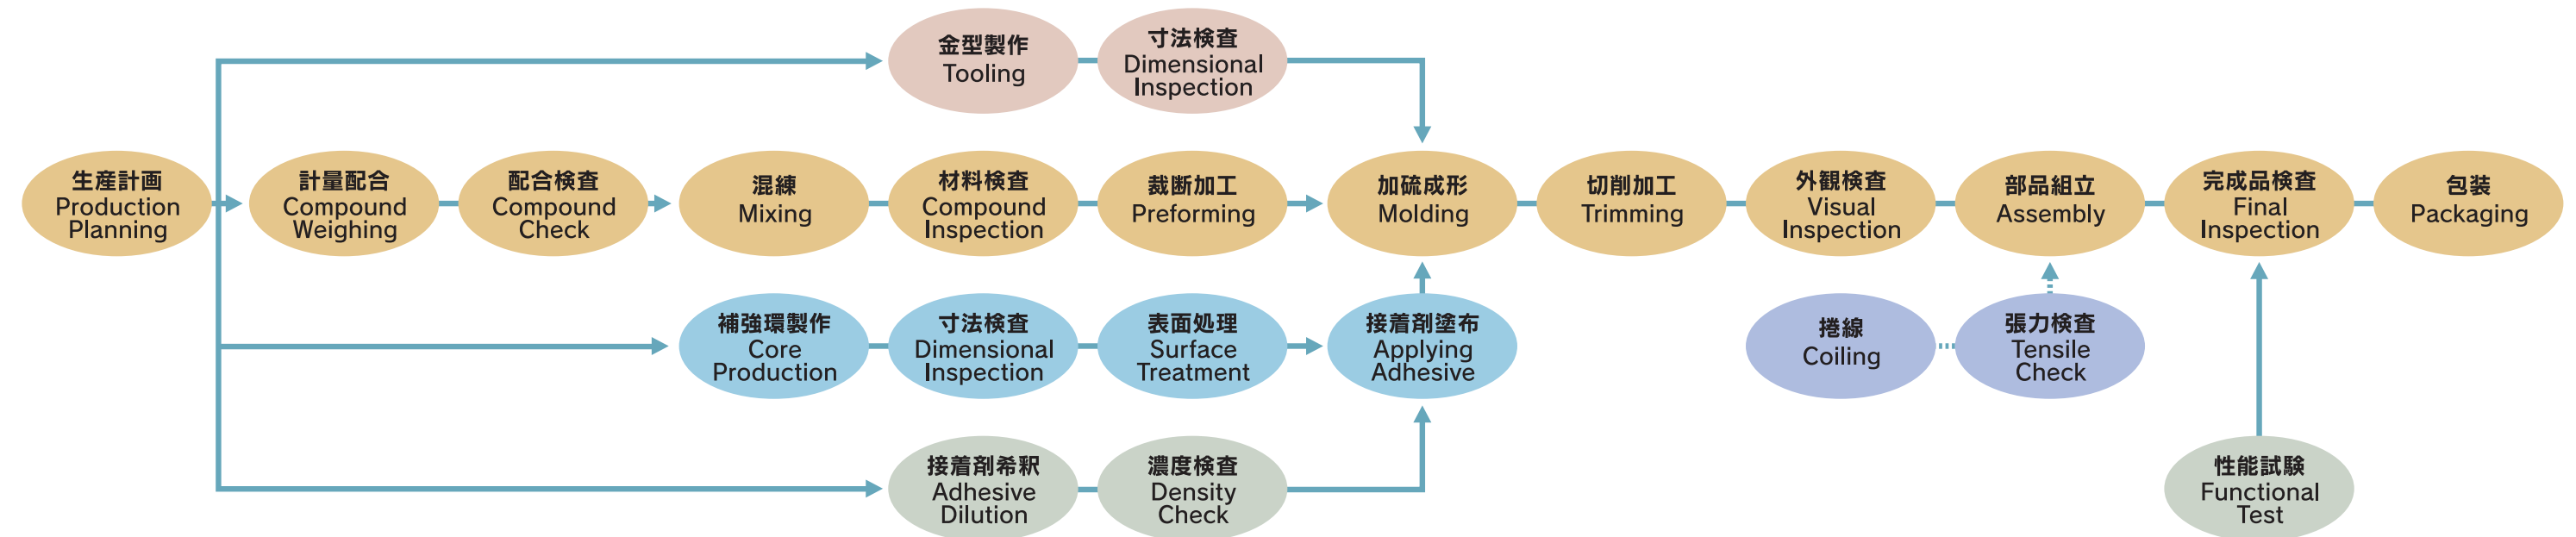 金型製作
Tooling
寸法検査
Dimensional
Inspection
生産計画
Production
Planning
計量配合
Compound
Weighing
配合検査
Compound
Check
混練
Mixing
材料検査
Compound
Inspection
裁断加工
Preforming
加硫成形
Molding
切削加工
Trimming
外観検査
Visual
Inspection
部品組立
Assembly
完成品検査
Final
Inspection
包装
Packaging
補強環製作
Core
Production
寸法検査
Dimensional
Inspection
表面処理
Surface
Treatment
接着剤塗布
Applying
Adhesive
捲線
Coiling
張力検査
Tensile
Check
接着剤希釈
Adhesive
Dilution
濃度検査
Density
Check
性能試験
Functional
Test